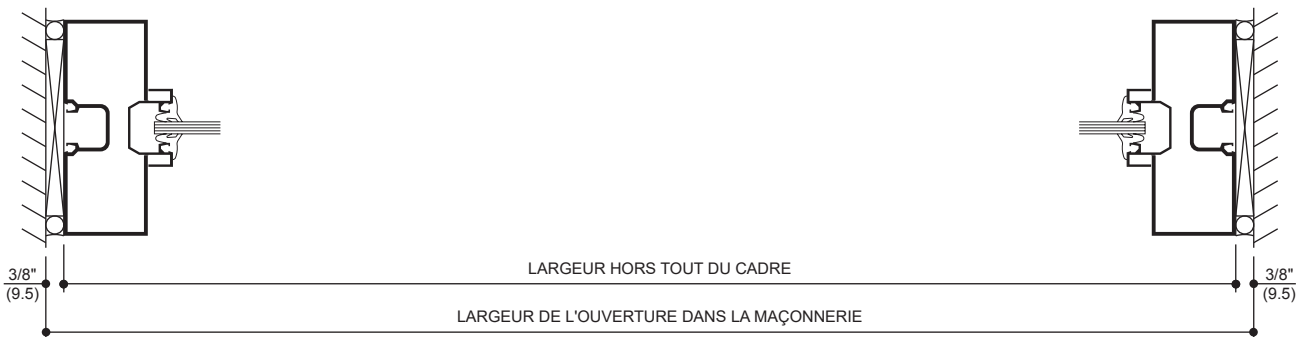 LARGEUR HORS TOUT DU CADRE
3/8"
(9.5)
3/8"
(9.5)
LARGEUR DE L'OUVERTURE DANS LA MAÇONNERIE